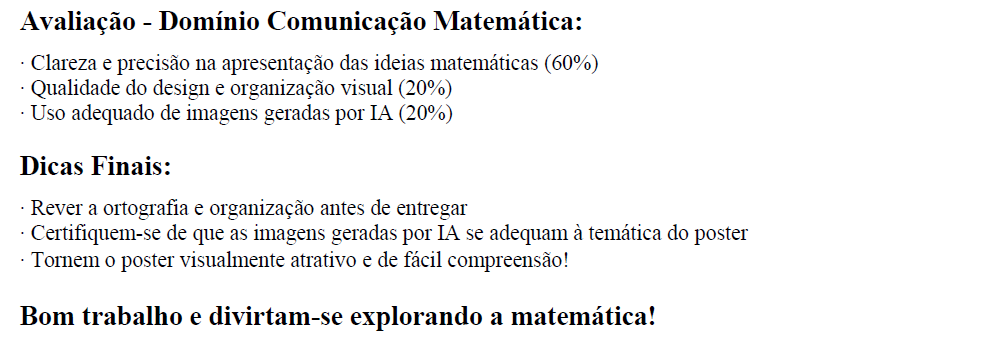 Avaliação - Domínio Comunicação Matemática:
· Clareza e precisão na apresentação das ideias matemáticas (60%)
· Qualidade do design e organização visual (20%)
· Uso adequado de imagens geradas por IA (20%)
Dicas Finais:
· Rever a ortografia e organização antes de entregar
· Certifiquem-se de que as imagens geradas por IA se adequam à temática do poster
· Tornem o poster visualmente atrativo e de fácil compreensão!
Bom trabalho e divirtam-se explorando a matemática!